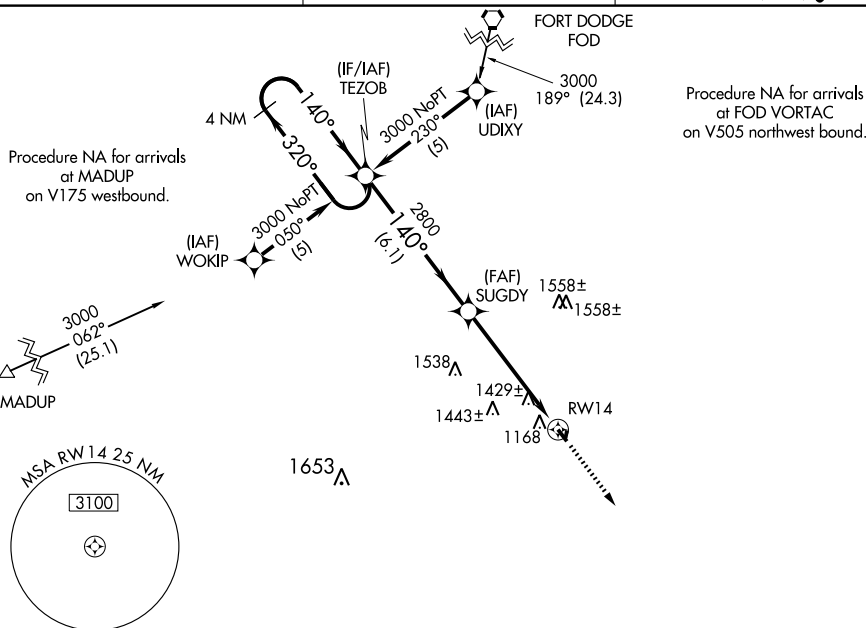 FORT DODGE
FOD
3000
189° (24.3)
(IAF)
UDIXY
3000 NoPT
230°
(5)
(IF/IAF)
TEZOB
4 NM
140°
320°
Procedure NA for arrivals
at FOD VORTAC
on V505 northwest bound.
Procedure NA for arrivals
at MADUP
on V175 westbound.
3000 NoPT
050°
(5)
(IAF)
WOKIP
2800
140°
(6.1)
(FAF)
SUGDY
1558±
1558±
3000
062°
(25.1)
MADUP
1538
1429±
1443±
1168
RW14
1653
MSA RW14 25 NM
3100